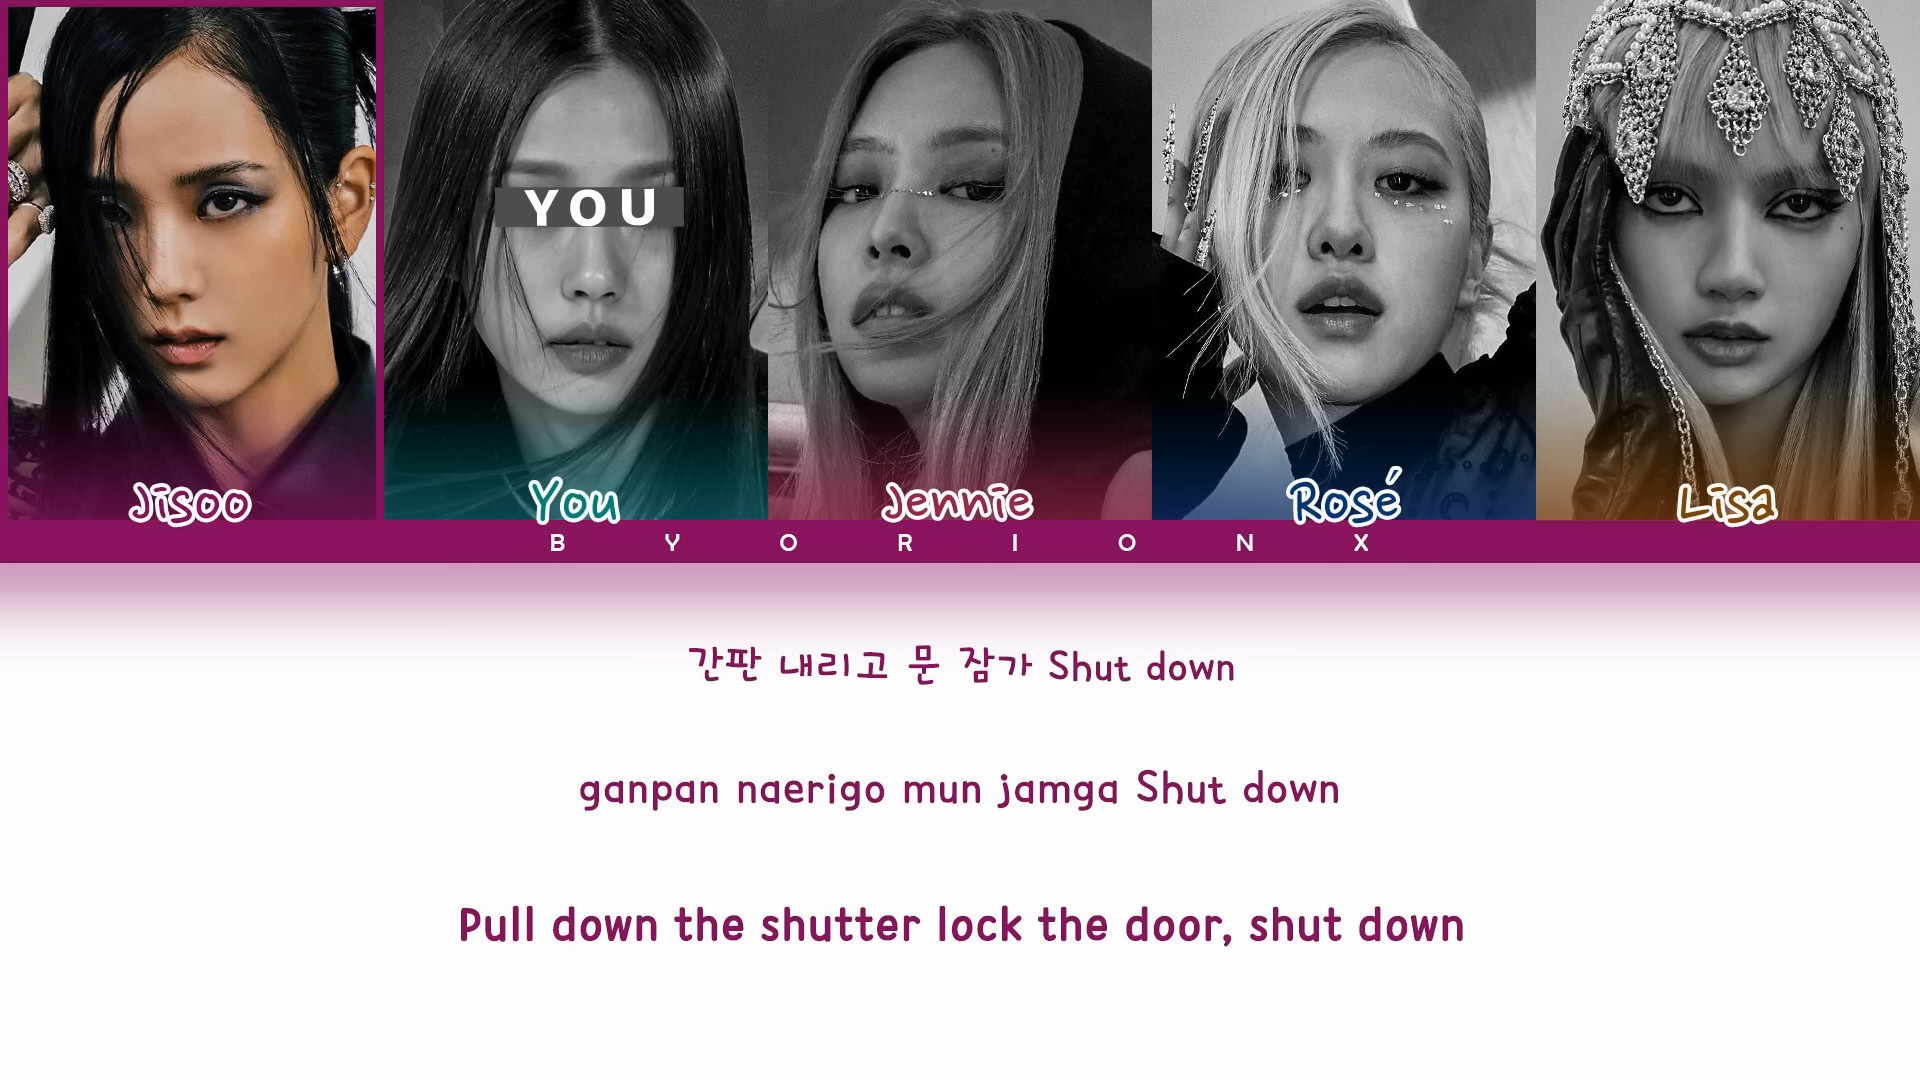 YOU
Jisoo
You
Jennie
Rosé
Lisa
BYORIONX
간판 내리고 문 잠가 Shut down
ganpan naerigo mun jamga Shut down
Pull down the shutter lock the door, shut down